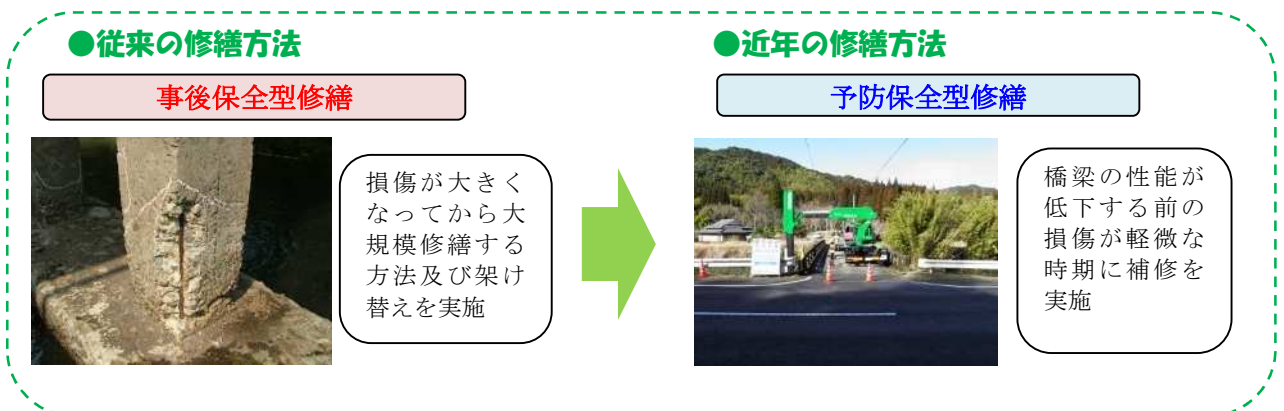 ●従来の修繕方法
事後保全型修繕
損傷が大きく
なってから大
規模修繕する
方法及び架け
替えを実施
●近年の修繕方法
予防保全型修繕
橋梁の性能が
低下する前の
損傷が軽微な
時期に補修を
実施